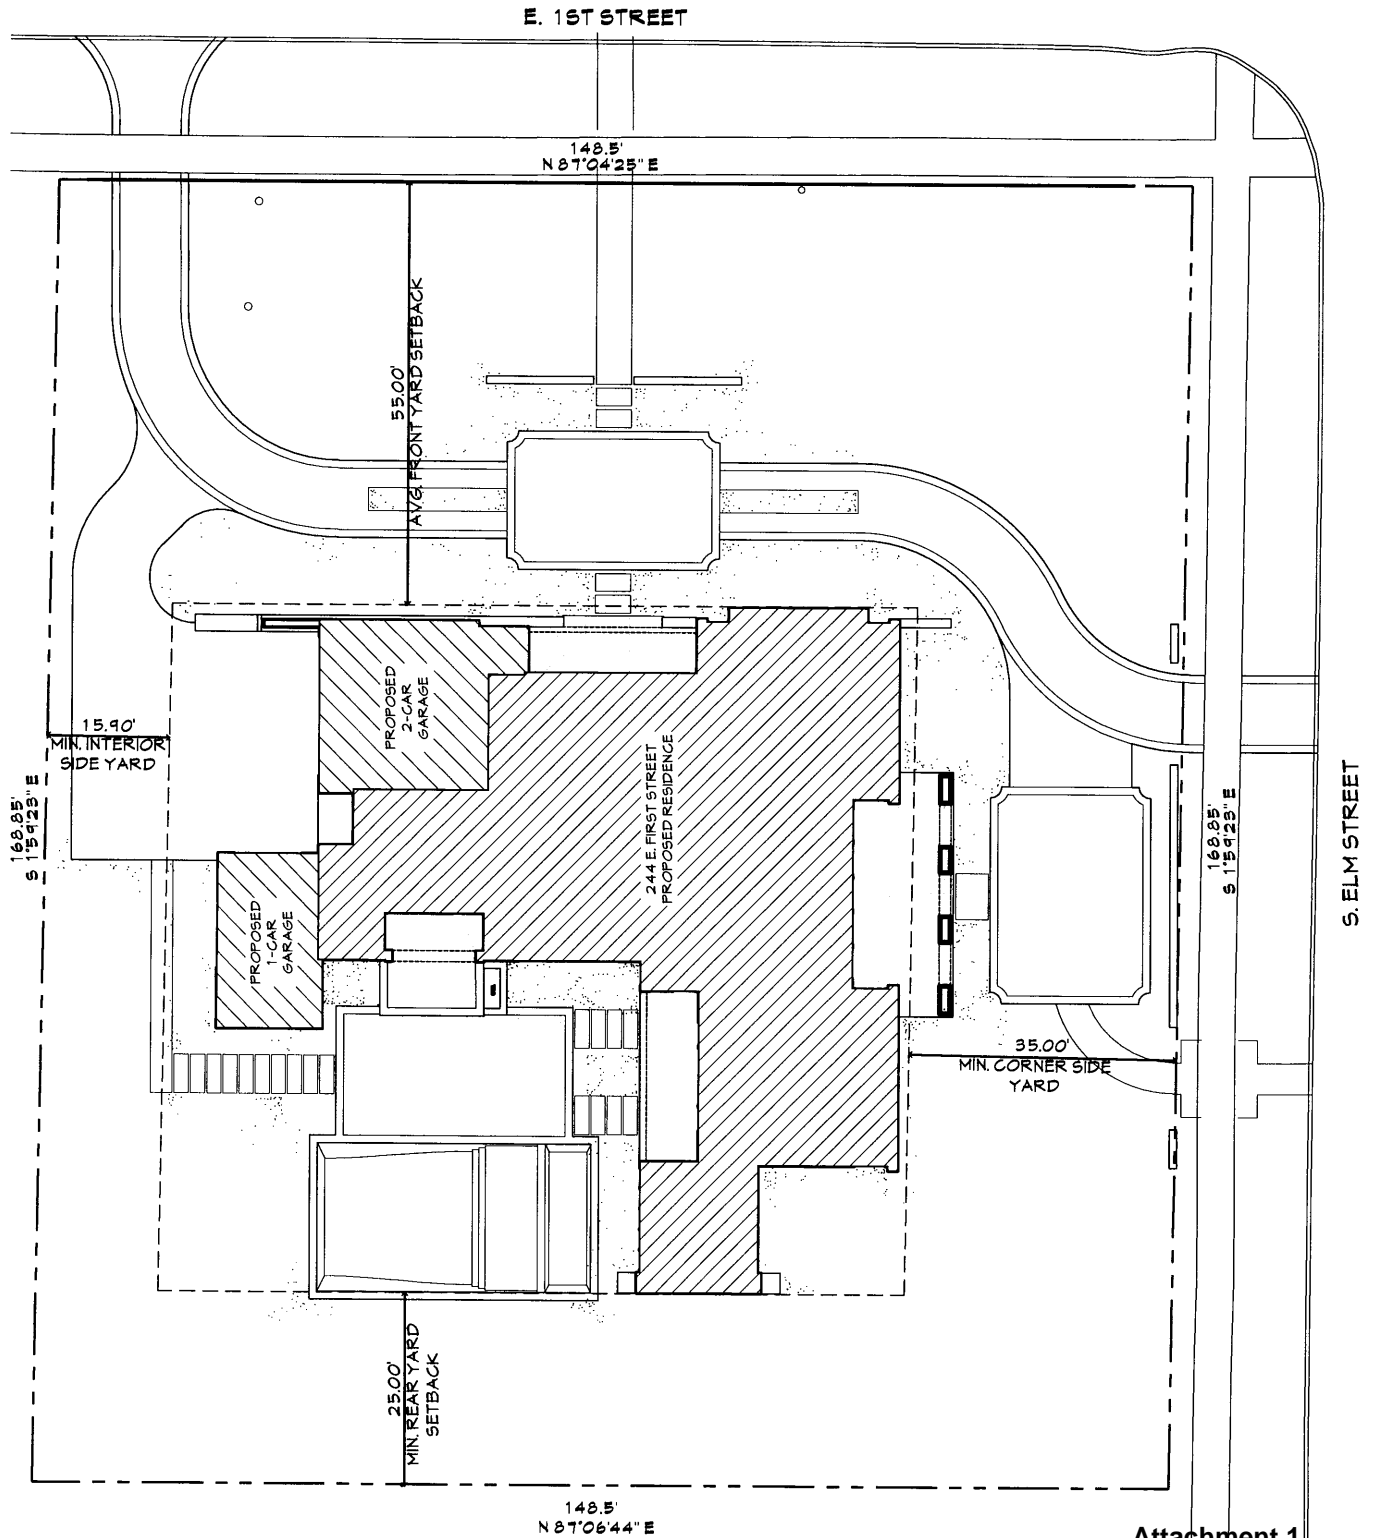 E. 1ST STREET
148.5'
N 87°04'25" E
55.00'
AVG. FRONT YARD SETBACK
PROPOSED
2-CAR
GARAGE
15.90'
MIN. INTERIOR
SIDE YARD
168.85'
S 1°59'23" E
244 E. FIRST STREET
PROPOSED RESIDENCE
168.85'
S 1°59'23" E
S. ELM STREET
PROPOSED
1-CAR
GARAGE
35.00'
MIN. CORNER SIDE
YARD
25.00'
MIN. REAR YARD
SETBACK
148.5'
N 87°06'44" E
Attachment 1